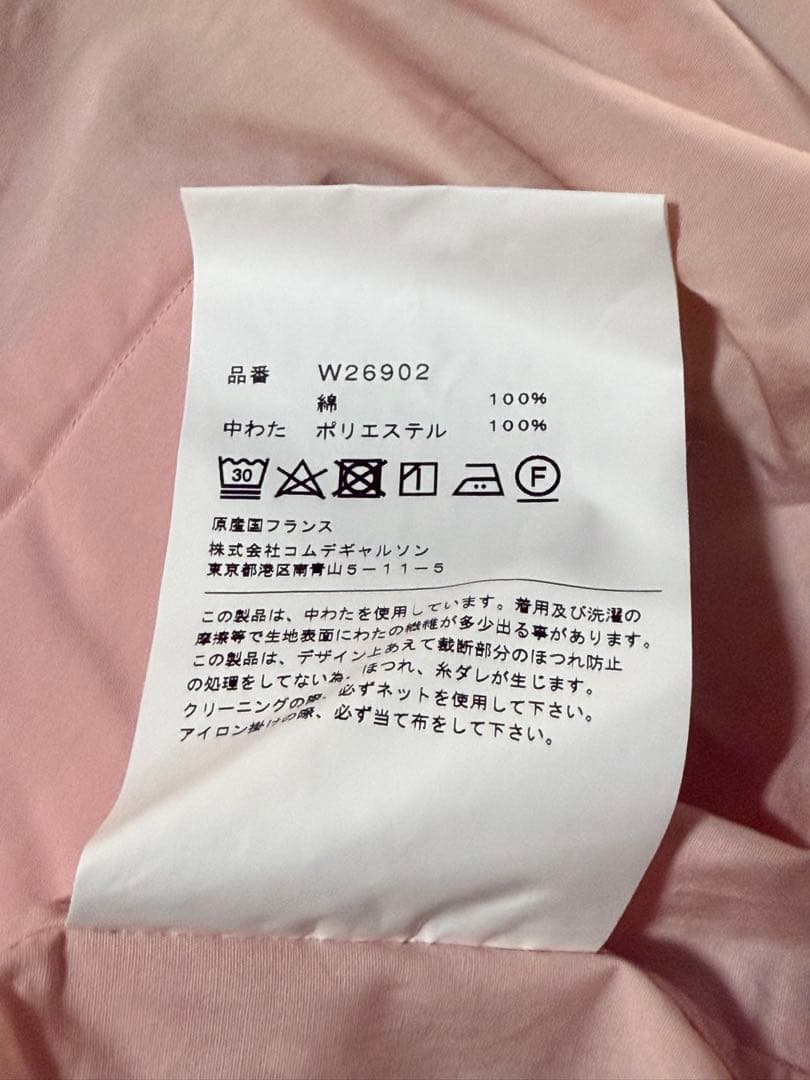 品番 W26902
綿 100%
中わた ポリエステル 100%
30 F
原産国フランス
株式会社コムデギャルソン
東京都港区南青山5-11-5
この製品は、中わたを使用しています。着用及び洗濯の
摩擦等で生地表面にわたの繊維が多少出る事があります。
この製品は、デザイン上あえて裁断部分のほつれ防止
の処理をしてない為、ほつれ、糸ダレが生じます。
クリーニングの際、必ずネットを使用して下さい。
アイロン掛けの際、必ず当て布をして下さい。